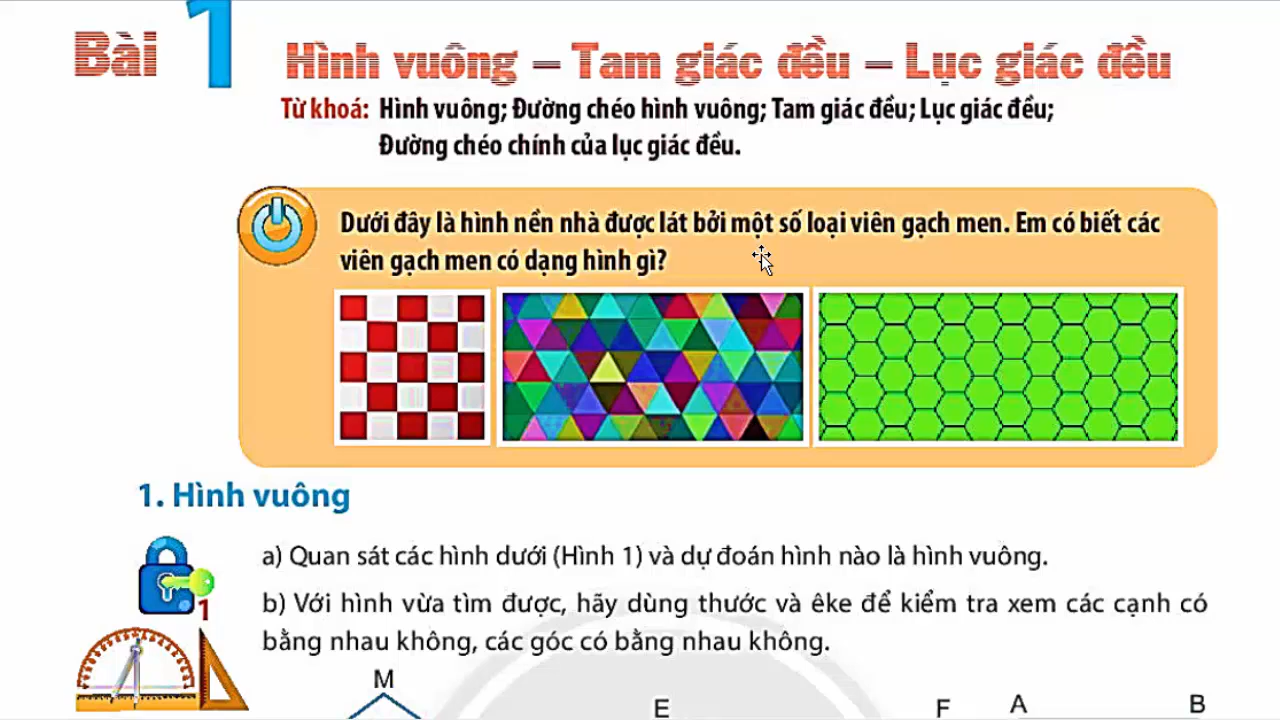 Bài 1 Hình vuông – Tam giác đều – Lục giác đều
Từ khoá: Hình vuông; Đường chéo hình vuông; Tam giác đều; Lục giác đều;
Đường chéo chính của lục giác đều.
Dưới đây là hình nền nhà được lát bởi một số loại viên gạch men. Em có biết các
viên gạch men có dạng hình gì?
1. Hình vuông
a) Quan sát các hình dưới (Hình 1) và dự đoán hình nào là hình vuông.
1
b) Với hình vừa tìm được, hãy dùng thước và êke để kiểm tra xem các cạnh có
bằng nhau không, các góc có bằng nhau không.
M
E F A B